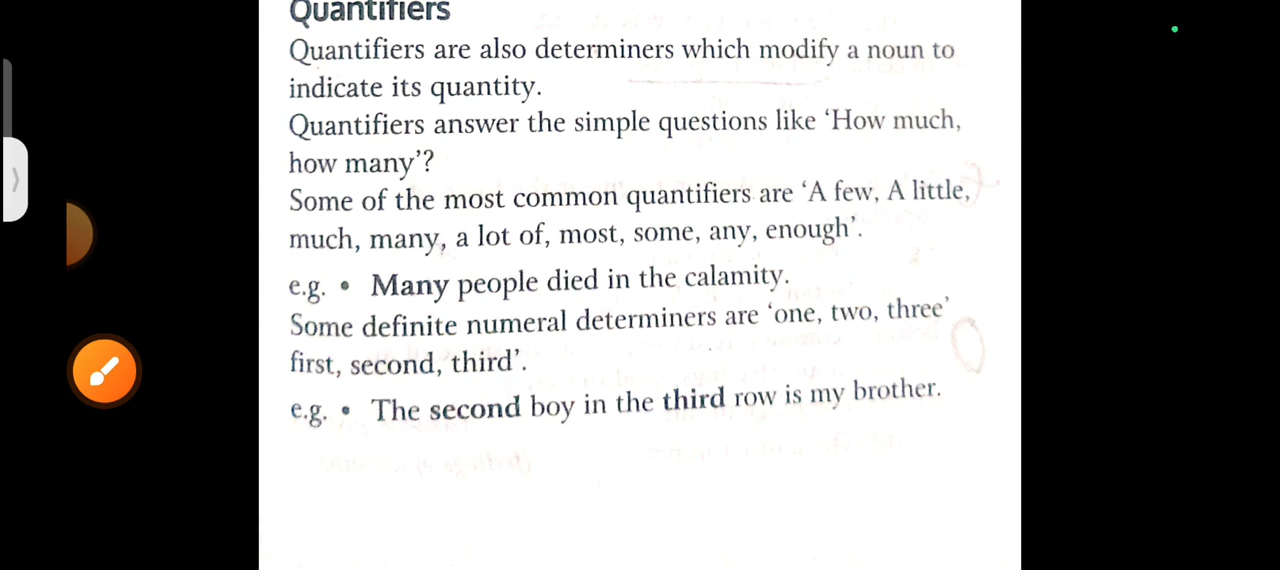 Quantifiers
Quantifiers are also determiners which modify a noun to
indicate its quantity.
Quantifiers answer the simple questions like ‘How much,
how many’?
Some of the most common quantifiers are ‘A few, A little,
much, many, a lot of, most, some, any, enough’.
e.g. • Many people died in the calamity.
Some definite numeral determiners are ‘one, two, three’
first, second, third’.
e.g. • The second boy in the third row is my brother.